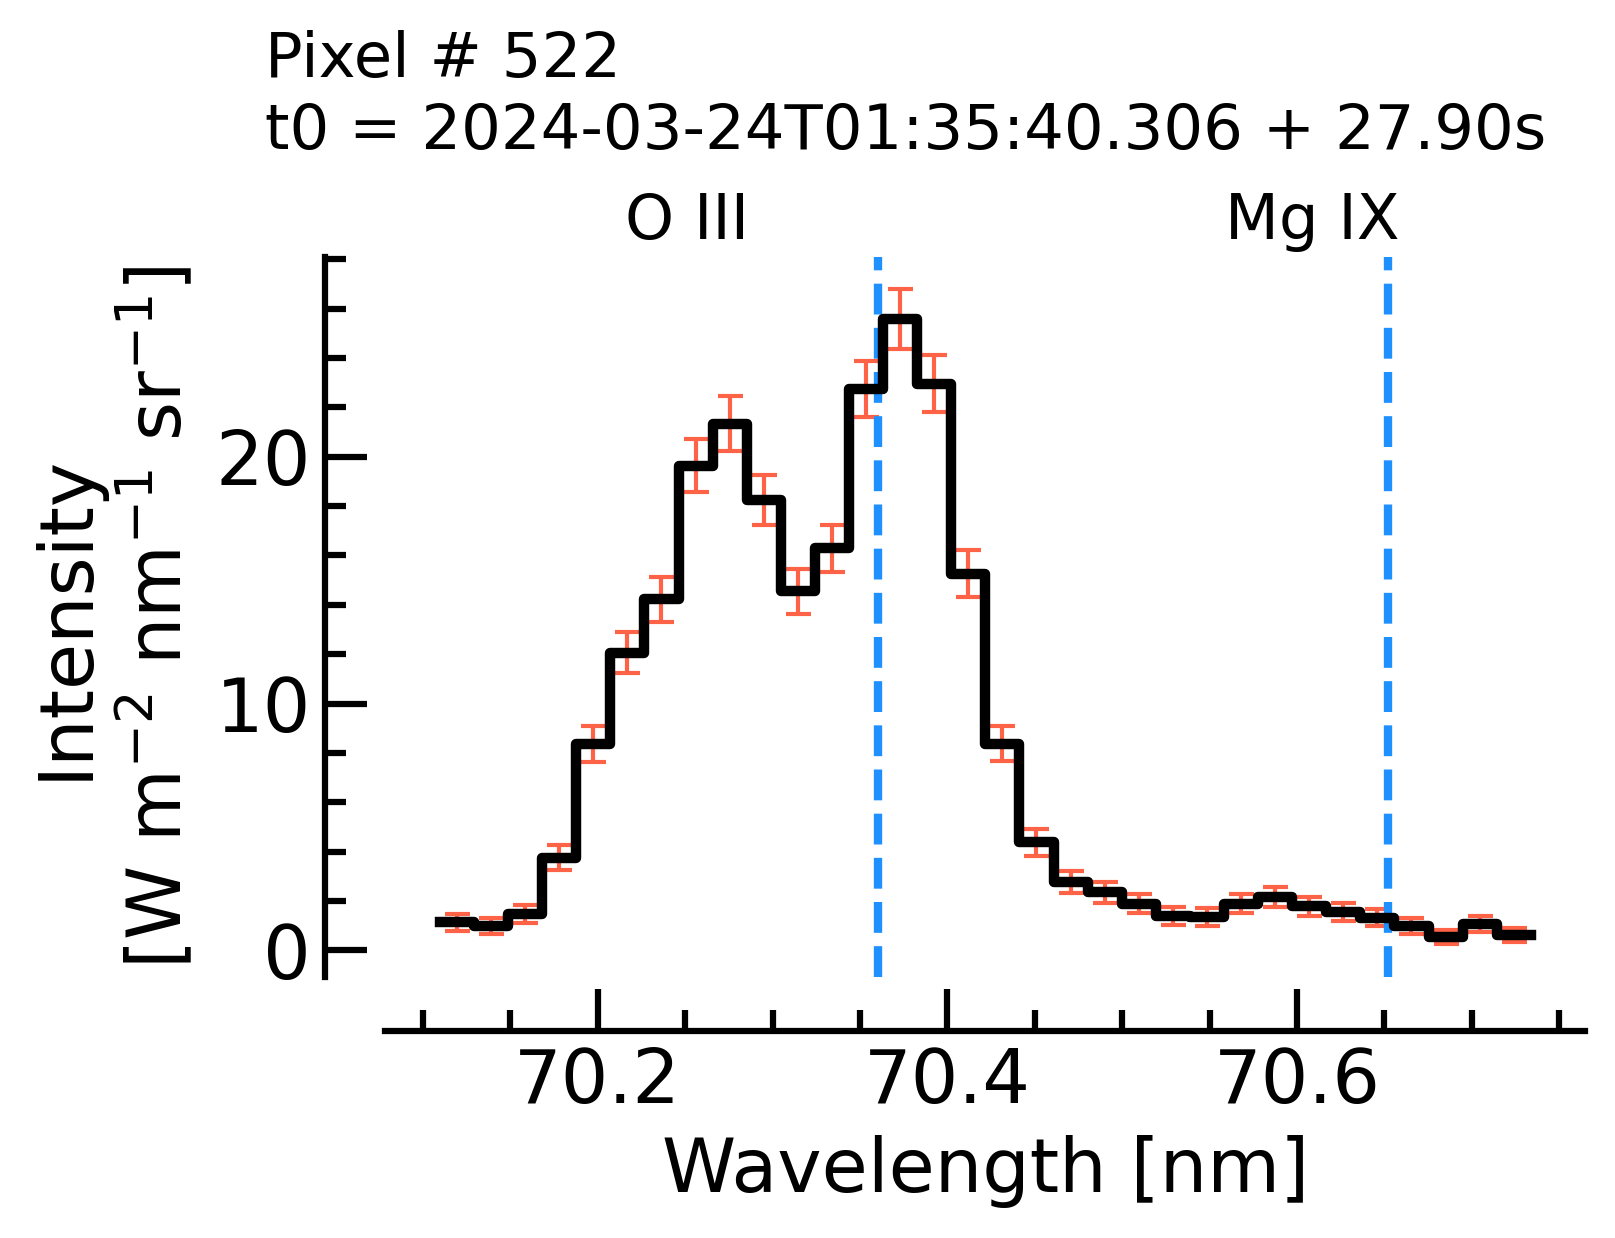 Pixel # 522
t0 = 2024-03-24T01:35:40.306 + 27.90s
O III Mg IX
Intensity
[W m⁻² nm⁻¹ sr⁻¹]
20
10
0
70.2 70.4 70.6
Wavelength [nm]